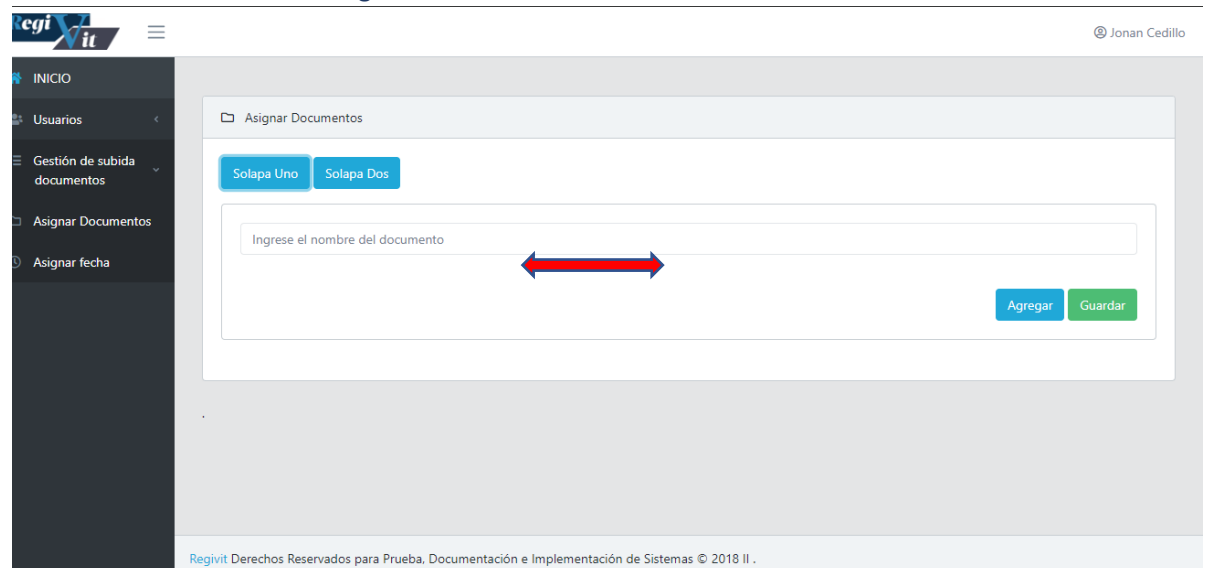 Regi
Vit
Jonan Cedillo
INICIO
Usuarios
Gestión de subida
documentos
Asignar Documentos
Asignar fecha
Asignar Documentos
Solapa Uno Solapa Dos
Ingrese el nombre del documento
Agregar Guardar
.
Regivit Derechos Reservados para Prueba, Documentación e Implementación de Sistemas © 2018 II .